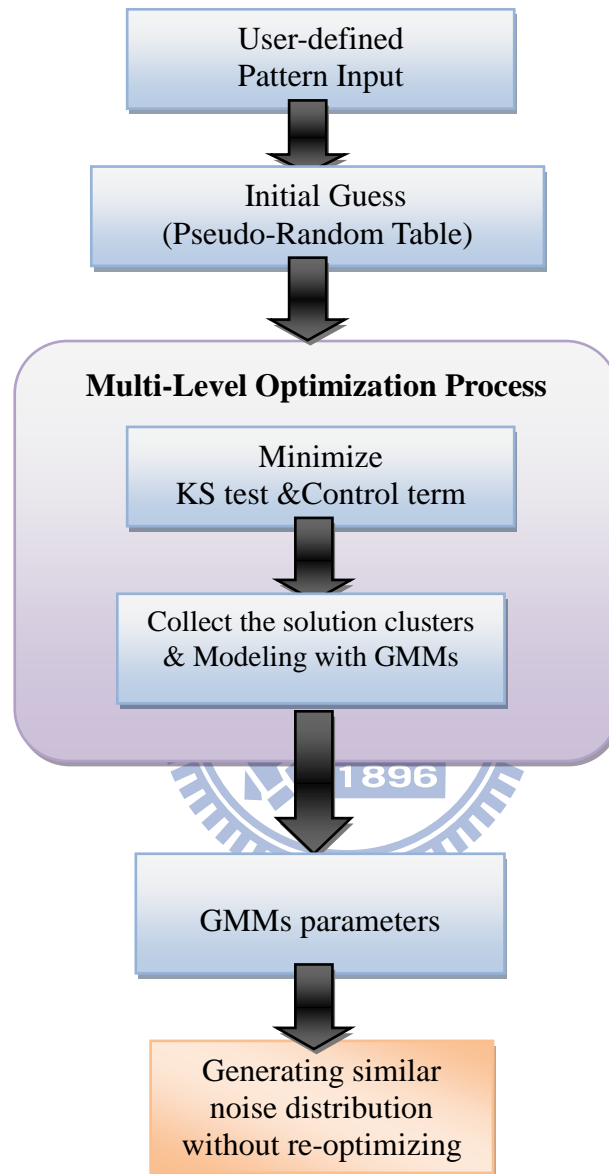 User-defined
Pattern Input
Initial Guess
(Pseudo-Random Table)
Multi-Level Optimization Process
Minimize
KS test &Control term
Collect the solution clusters
& Modeling with GMMs
1896
GMMs parameters
Generating similar
noise distribution
without re-optimizing